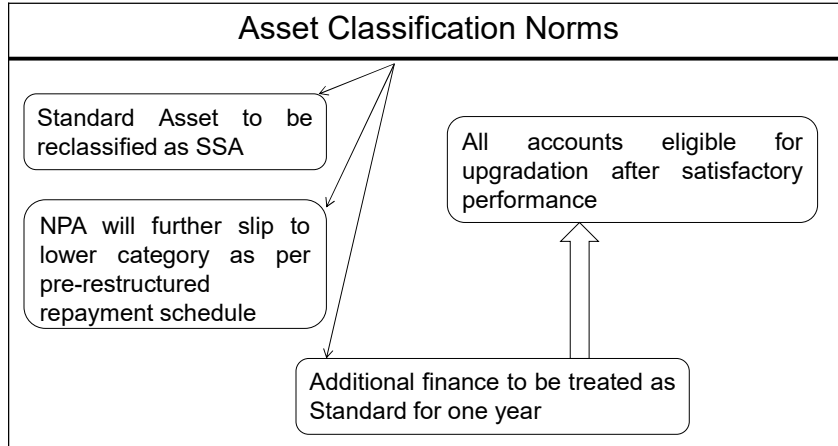 Asset Classification Norms
Standard Asset to be
reclassified as SSA
All accounts eligible for
upgradation after satisfactory
performance
NPA will further slip to
lower category as per
pre-restructured
repayment schedule
Additional finance to be treated as
Standard for one year